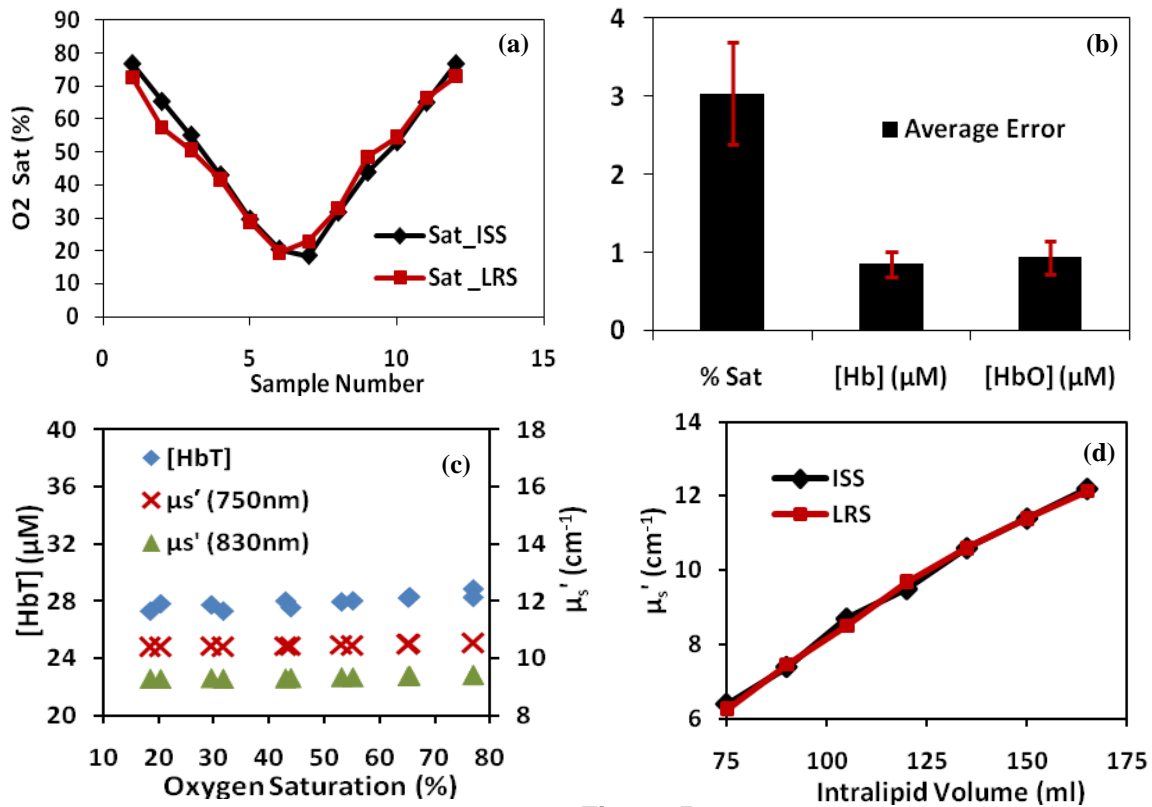 90
80
70
60
50
40
30
20
10
0
O2 Sat (%)
(a)
Sat_ISS
Sat _LRS
0 5 10 15
Sample Number
4
3
2
1
0
(b)
Average Error
% Sat [Hb] (μM) [HbO] (μM)
40
36
32
28
24
20
[HbT] (μM)
[HbT]
μs' (750nm)
μs' (830nm)
(c)
18
16
14
12
10
8
μs' (cm-1)
10 20 30 40 50 60 70 80
Oxygen Saturation (%)
14
12
10
8
6
μs' (cm-1)
(d)
ISS
LRS
75 100 125 150 175
Intralipid Volume (ml)